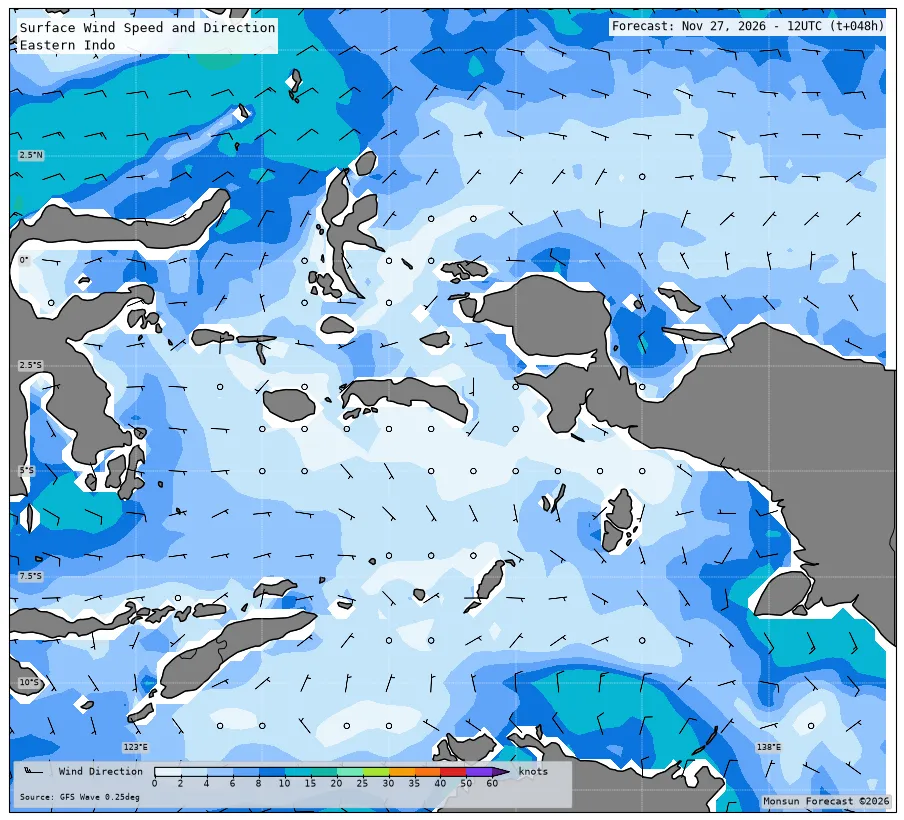 Surface Wind Speed and Direction
Eastern Indo
Forecast: Nov 27, 2026 - 12UTC (t+048h)
2.5°N
0°
2.5°S
5°S
7.5°S
10°S
123°E
138°E
Wind Direction
knots
0 2 4 6 8 10 15 20 25 30 35 40 50 60
Source: GFS Wave 0.25deg
Monsun Forecast ©2026